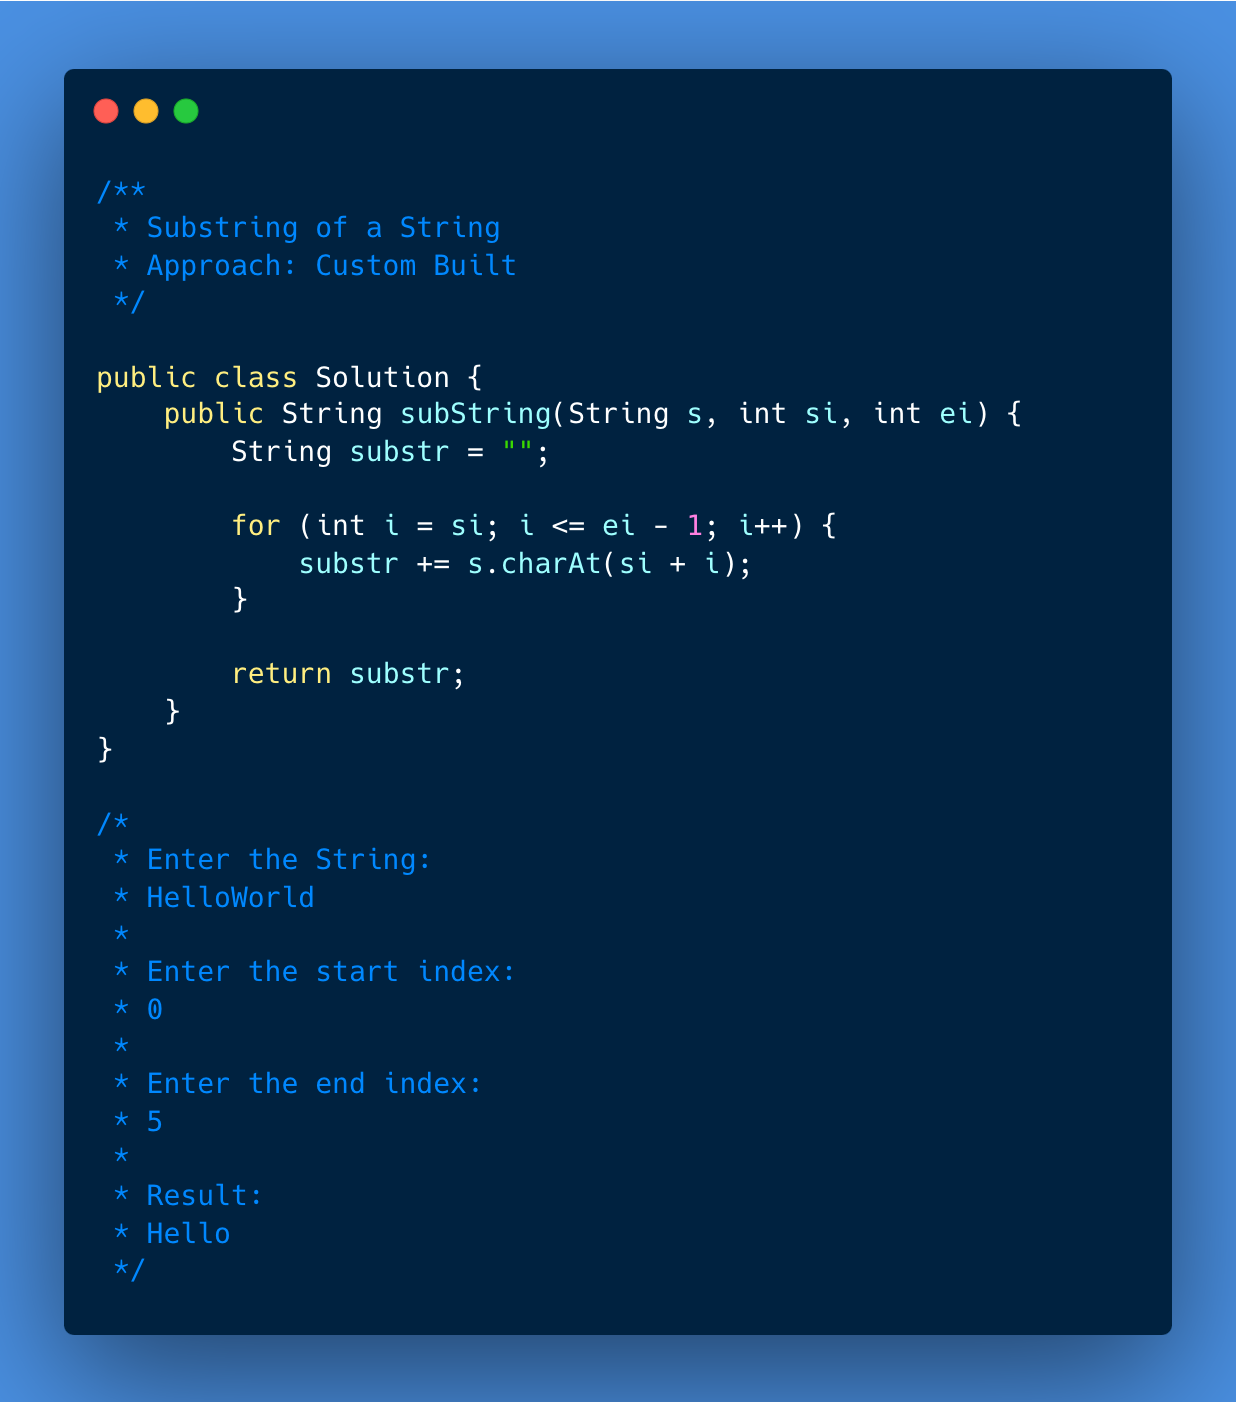 /**
 * Substring of a String
 * Approach: Custom Built
 */

public class Solution {
    public String subString(String s, int si, int ei) {
        String substr = "";

        for (int i = si; i <= ei - 1; i++) {
            substr += s.charAt(si + i);
        }

        return substr;
    }
}

/*
 * Enter the String:
 * HelloWorld
 *
 * Enter the start index:
 * 0
 *
 * Enter the end index:
 * 5
 *
 * Result:
 * Hello
 */